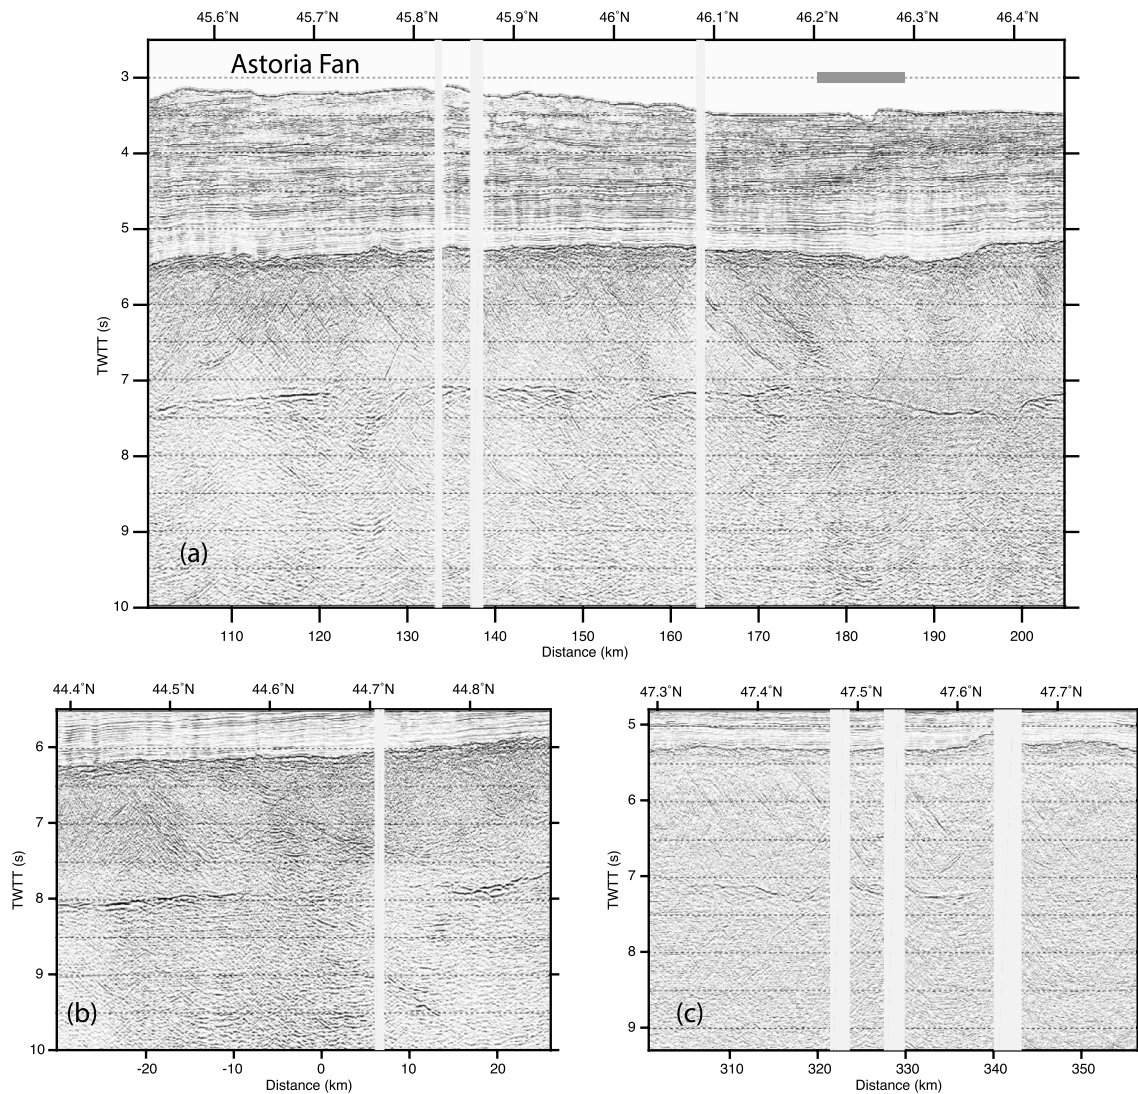 45.6°N 45.7°N 45.8°N 45.9°N 46°N 46.1°N 46.2°N 46.3°N 46.4°N
Astoria Fan
3
4
5
6
7
8
9
10
TWTT (s)
(a)
110 120 130 140 150 160 170 180 190 200
Distance (km)
44.4°N 44.5°N 44.6°N 44.7°N 44.8°N
6
7
8
9
10
TWTT (s)
(b)
-20 -10 0 10 20
Distance (km)
47.3°N 47.4°N 47.5°N 47.6°N 47.7°N
5
6
7
8
9
TWTT (s)
(c)
310 320 330 340 350
Distance (km)